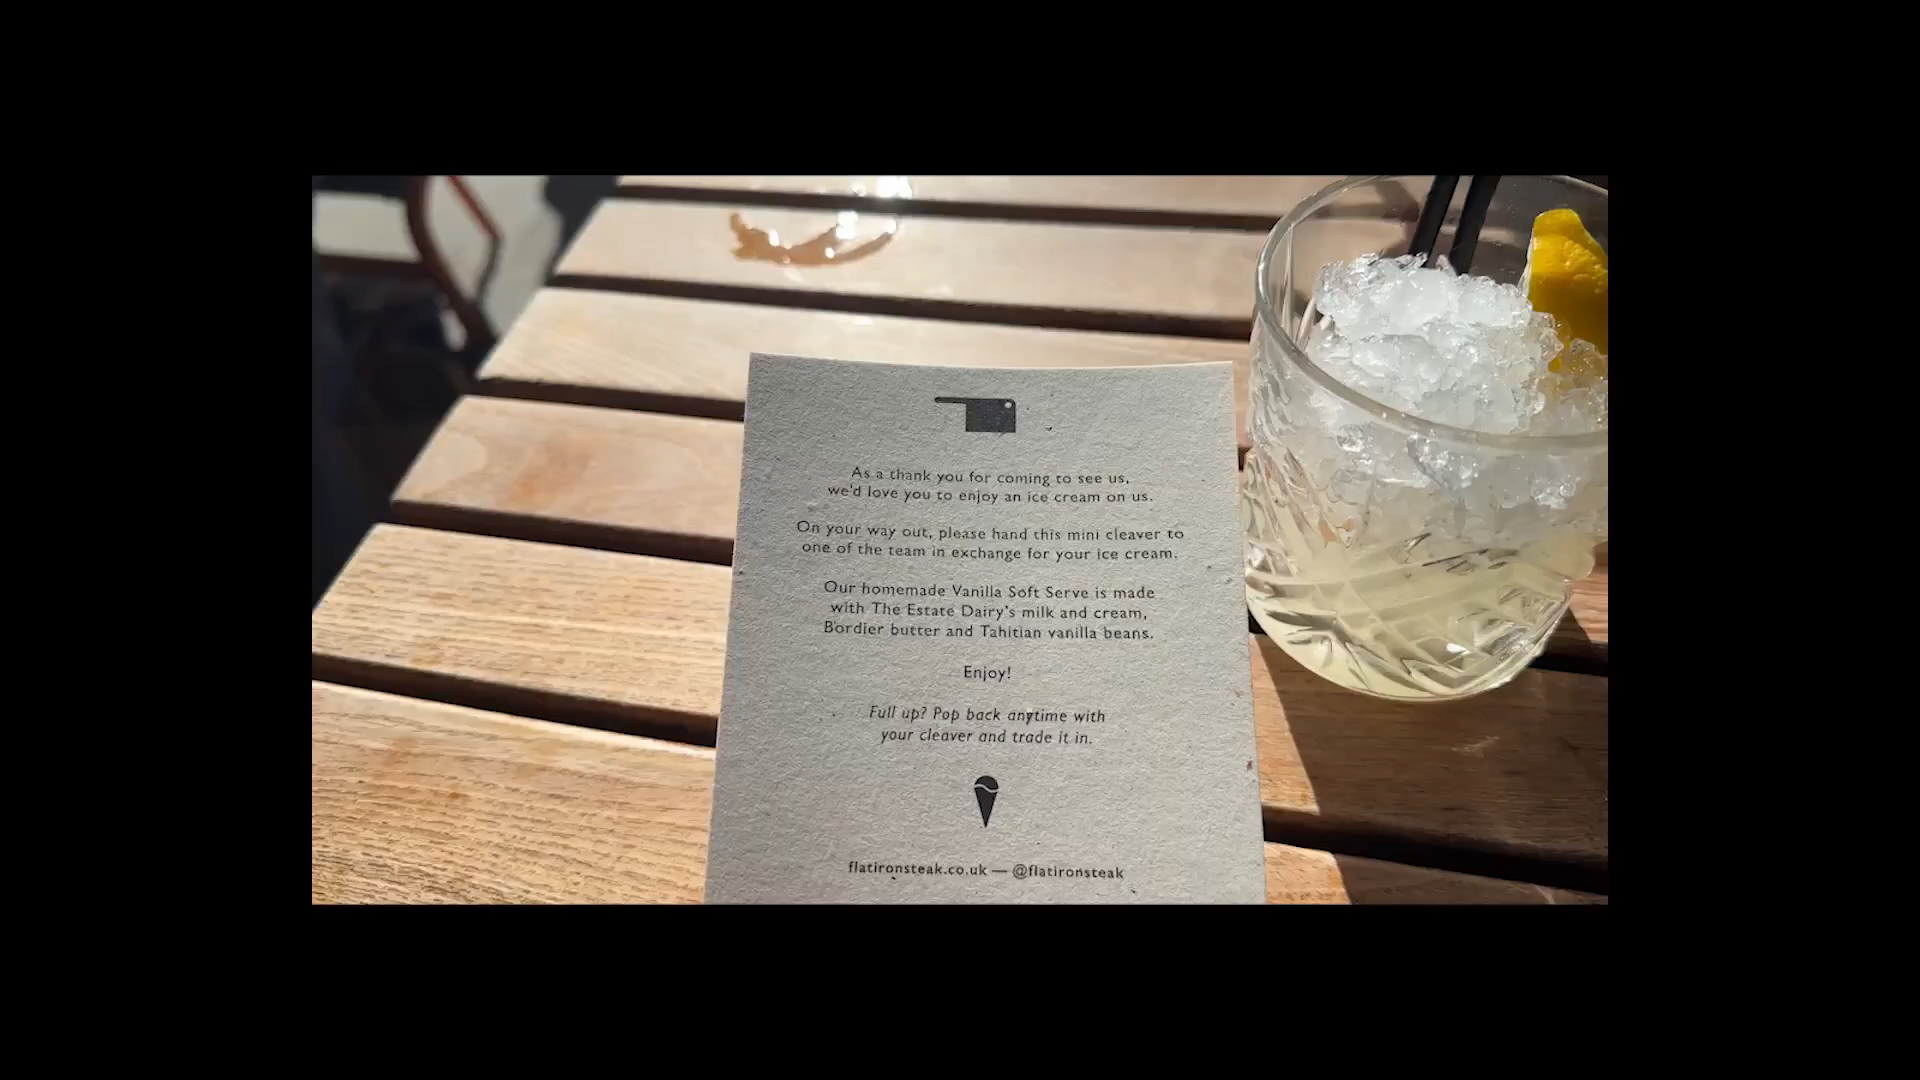 As a thank you for coming to see us,
we'd love you to enjoy an ice cream on us.
On your way out, please hand this mini cleaver to
one of the team in exchange for your ice cream.
Our homemade Vanilla Soft Serve is made
with The Estate Dairy's milk and cream,
Bordier butter and Tahitian vanilla beans.
Enjoy!
Full up? Pop back anytime with
your cleaver and trade it in.
flatironsteak.co.uk — @flatironsteak